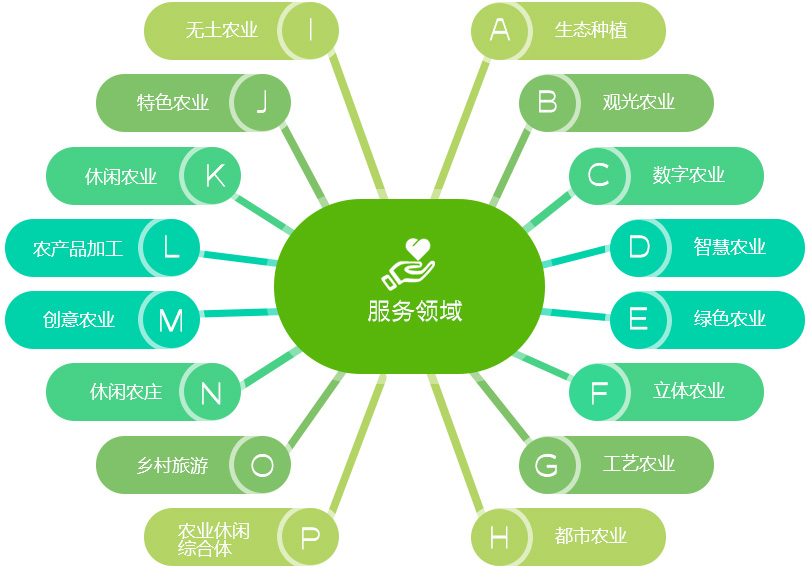 I
无土农业
A
生态种植
J
特色农业
B
观光农业
K
休闲农业
C
数字农业
L
农产品加工
D
智慧农业
服务领域
M
创意农业
E
绿色农业
N
休闲农庄
F
立体农业
O
乡村旅游
G
工艺农业
P
农业休闲
综合体
H
都市农业